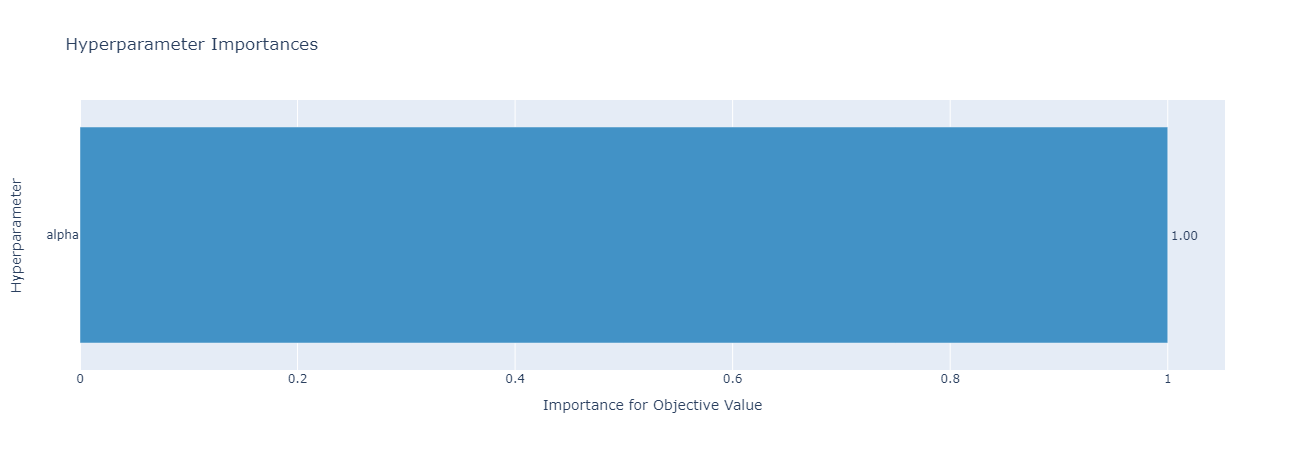 Hyperparameter Importances
Hyperparameter
alpha
1.00
0 0.2 0.4 0.6 0.8 1
Importance for Objective Value